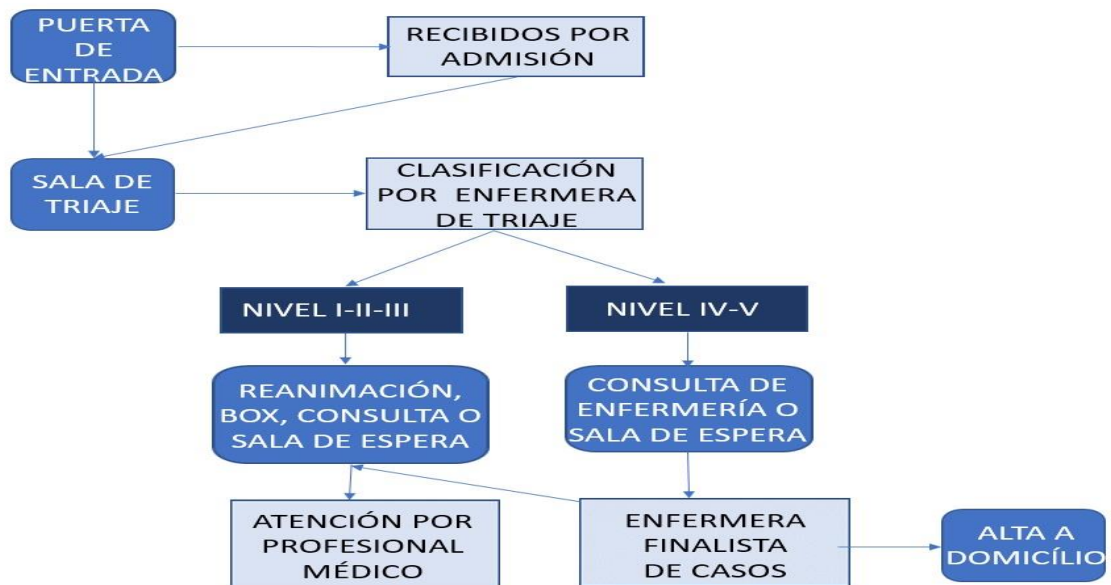 PUERTA
DE
ENTRADA
RECIBIDOS POR
ADMISIÓN
SALA DE
TRIAJE
CLASIFICACIÓN
POR ENFERMERA
DE TRIAJE
NIVEL I-II-III
NIVEL IV-V
REANIMACIÓN,
BOX, CONSULTA O
SALA DE ESPERA
CONSULTA DE
ENFERMERÍA O
SALA DE ESPERA
ATENCIÓN POR
PROFESIONAL
MÉDICO
ENFERMERA
FINALISTA
DE CASOS
ALTA A
DOMICÍLIO